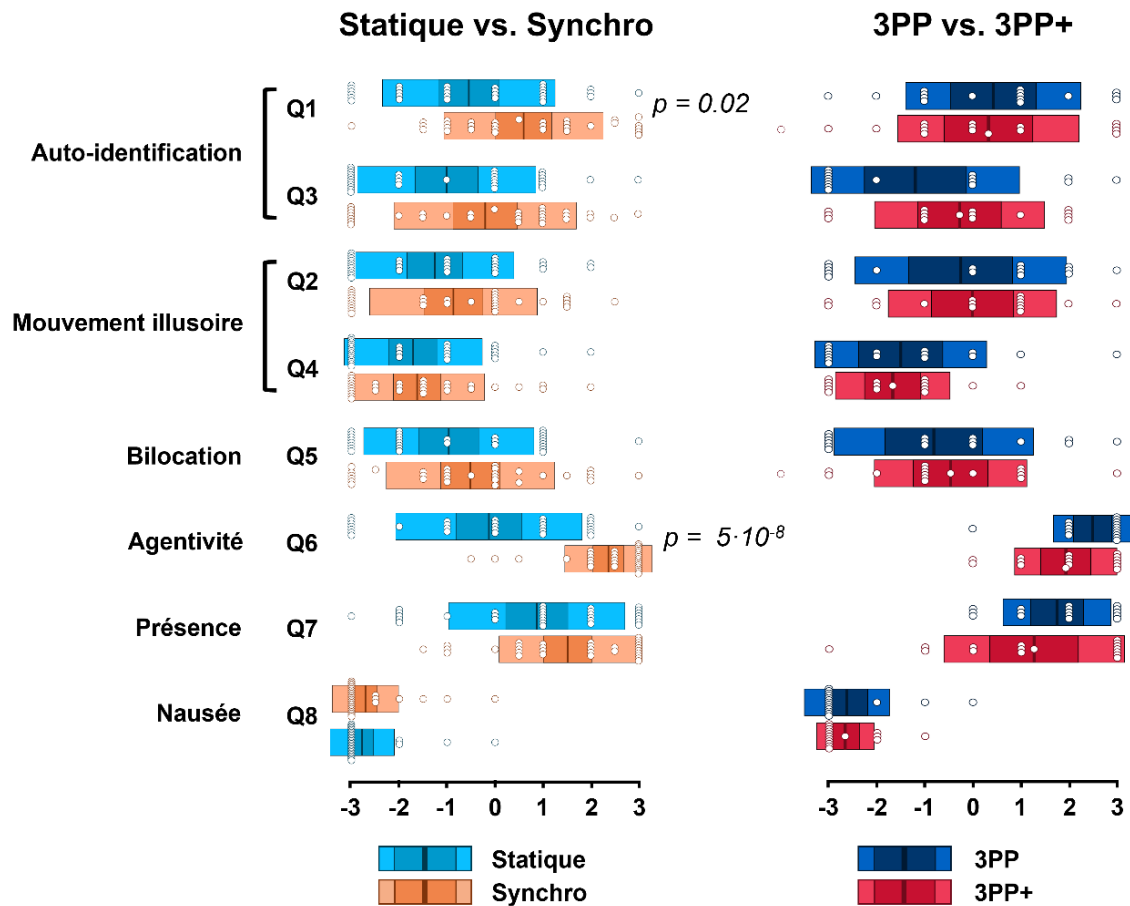 Statique vs. Synchro
3PP vs. 3PP+
Auto-identification
Q1
p = 0.02
Q3
Mouvement illusoire
Q2
Q4
Bilocation
Q5
Agentivité
Q6
p = 5·10-8
Présence
Q7
Nausée
Q8
-3 -2 -1 0 1 2 3
-3 -2 -1 0 1 2 3
Statique
Synchro
3PP
3PP+